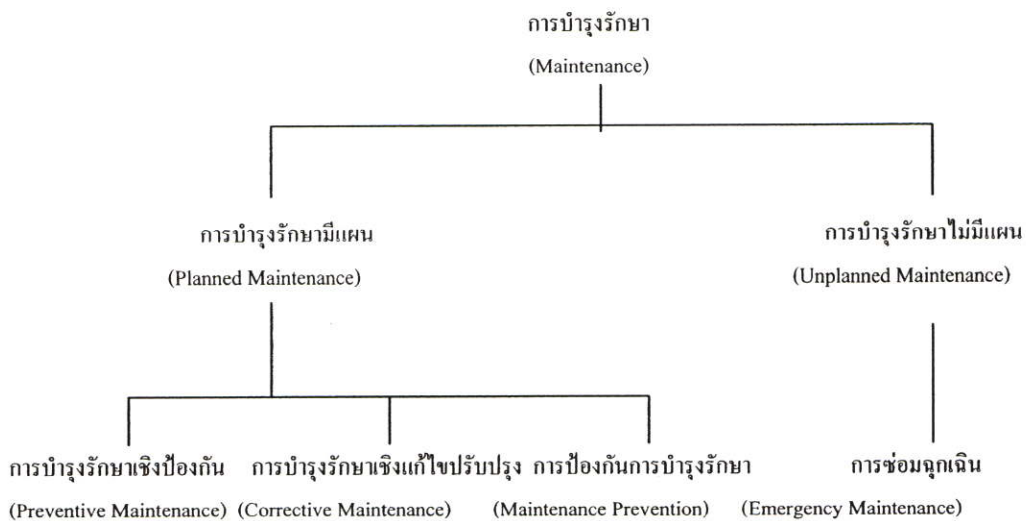 การบำรุงรักษา
(Maintenance)
การบำรุงรักษามีแผน
(Planned Maintenance)
การบำรุงรักษาไม่มีแผน
(Unplanned Maintenance)
การบำรุงรักษาเชิงป้องกัน การบำรุงรักษาเชิงแก้ไขปรับปรุง การป้องกันการบำรุงรักษา การซ่อมฉุกเฉิน
(Preventive Maintenance) (Corrective Maintenance) (Maintenance Prevention) (Emergency Maintenance)